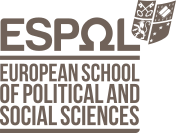 ESPΩL
EUROPEAN SCHOOL
OF POLITICAL AND
SOCIAL SCIENCES